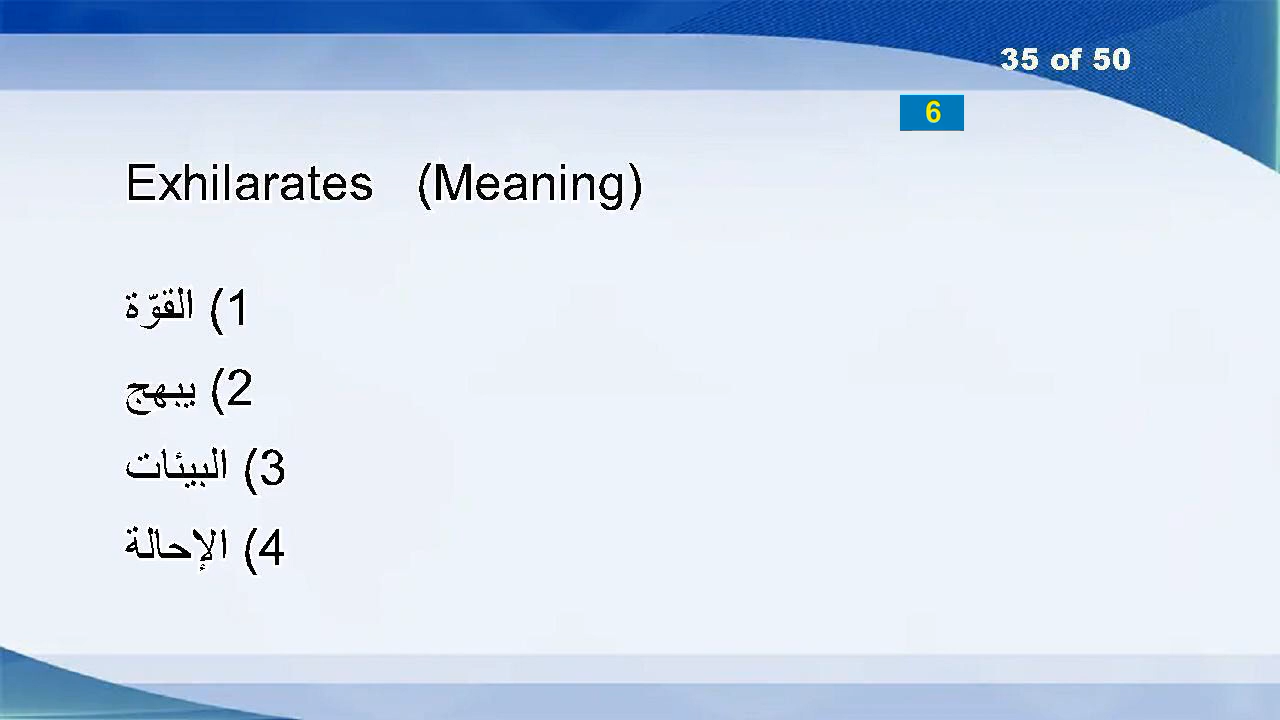 35 of 50
6
Exhilarates (Meaning)
1) القوّة
2) يبهج
3) البيئات
4) الإحالة